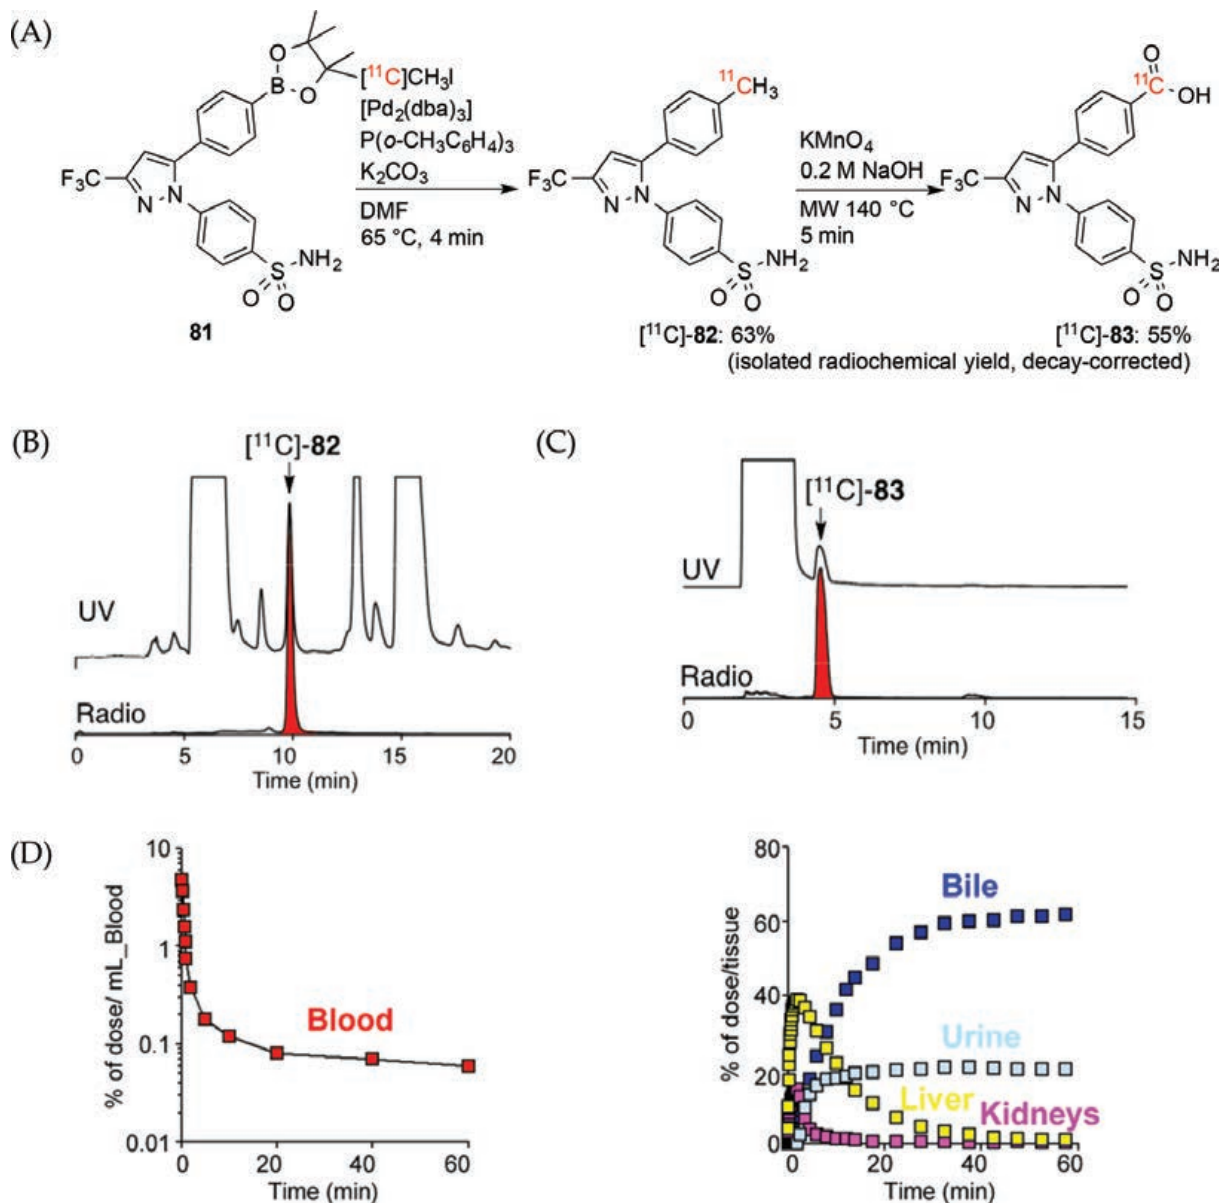 (A)
O
B
O
[¹¹C]CH₃I
[Pd₂(dba)₃]
P(o-CH₃C₆H₄)₃
K₂CO₃
DMF
65 °C, 4 min
F₃C
N
N
S
NH₂
O
O
81
¹¹CH₃
F₃C
N
N
S
NH₂
O
O
[¹¹C]-82: 63%
KMnO₄
0.2 M NaOH
MW 140 °C
5 min
O
¹¹C
OH
F₃C
N
N
S
NH₂
O
O
[¹¹C]-83: 55%
(isolated radiochemical yield, decay-corrected)
(B)
[¹¹C]-82
UV
Radio
0 5 10 15 20
Time (min)
(C)
[¹¹C]-83
UV
Radio
0 5 10 15
Time (min)
(D)
% of dose/ mL_Blood
10
1
0.1
0.01
Blood
0 20 40 60
Time (min)
% of dose/tissue
80
60
40
20
0
Bile
Urine
Liver
Kidneys
0 20 40 60
Time (min)